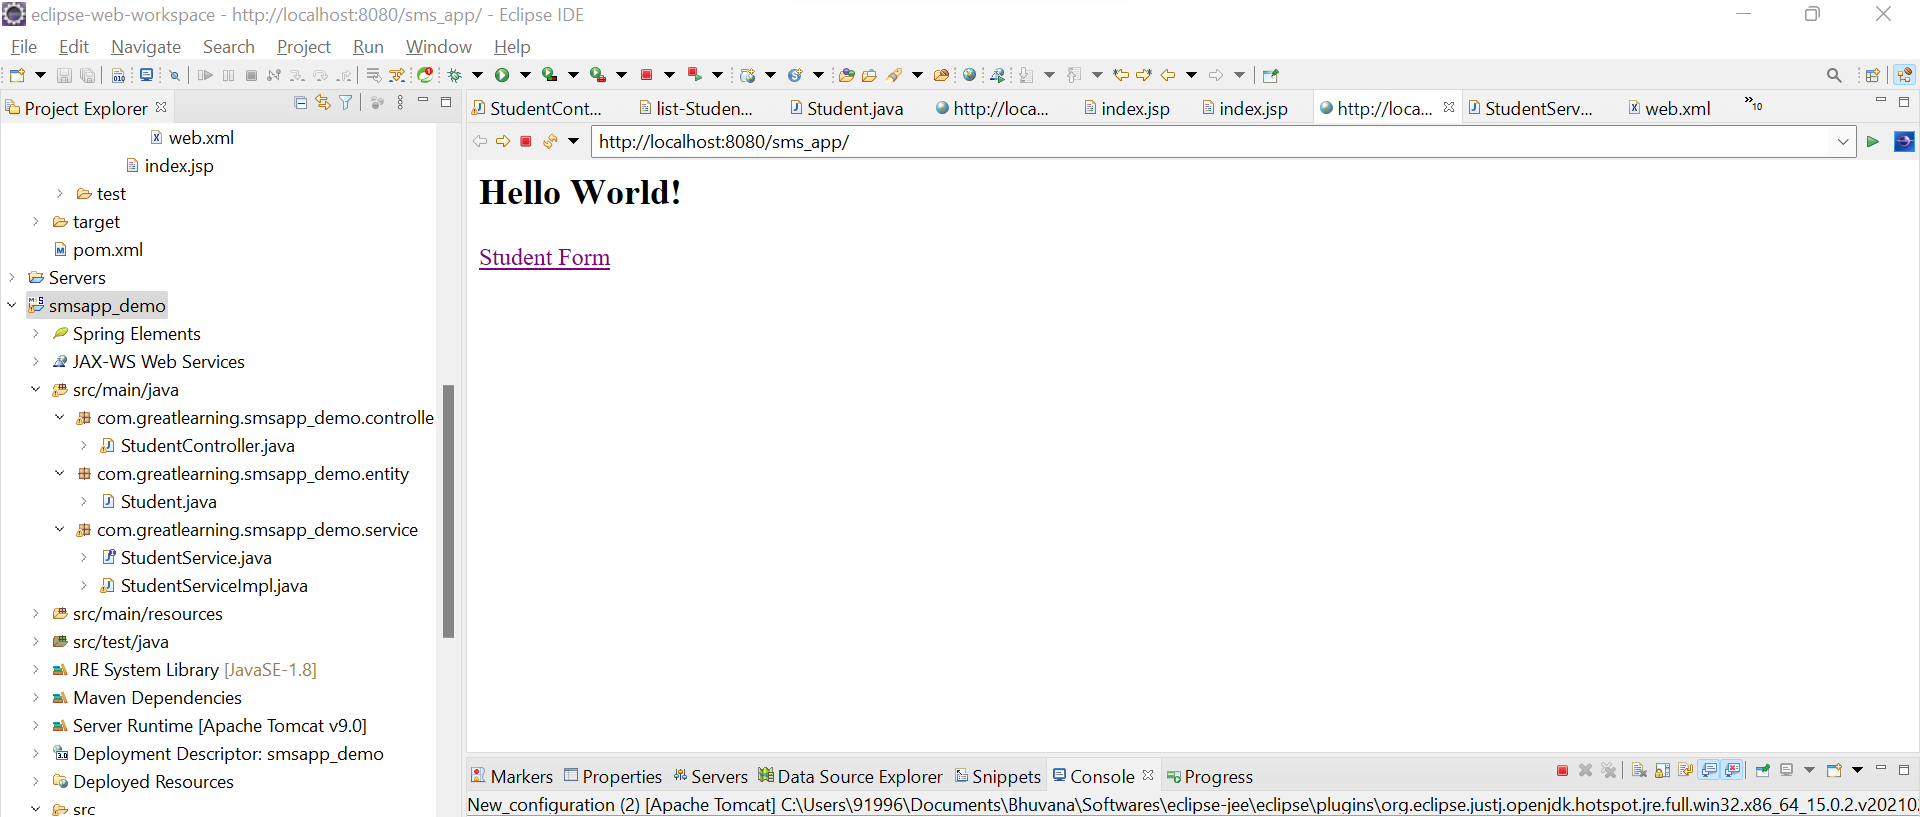 eclipse-web-workspace - http://localhost:8080/sms_app/ - Eclipse IDE
File Edit Navigate Search Project Run Window Help
Project Explorer
StudentCont... list-Studen... Student.java http://loca... index.jsp index.jsp http://loca... StudentServ... web.xml »10
http://localhost:8080/sms_app/
web.xml
index.jsp
test
target
pom.xml
Servers
smsapp_demo
Spring Elements
JAX-WS Web Services
src/main/java
com.greatlearning.smsapp_demo.controlle
StudentController.java
com.greatlearning.smsapp_demo.entity
Student.java
com.greatlearning.smsapp_demo.service
StudentService.java
StudentServiceImpl.java
src/main/resources
src/test/java
JRE System Library [JavaSE-1.8]
Maven Dependencies
Server Runtime [Apache Tomcat v9.0]
Deployment Descriptor: smsapp_demo
Deployed Resources
src
Hello World!
Student Form
Markers Properties Servers Data Source Explorer Snippets Console Progress
New_configuration (2) [Apache Tomcat] C:\Users\91996\Documents\Bhuvana\Softwares\eclipse-jee\eclipse\plugins\org.eclipse.justj.openjdk.hotspot.jre.full.win32.x86_64_15.0.2.v20210